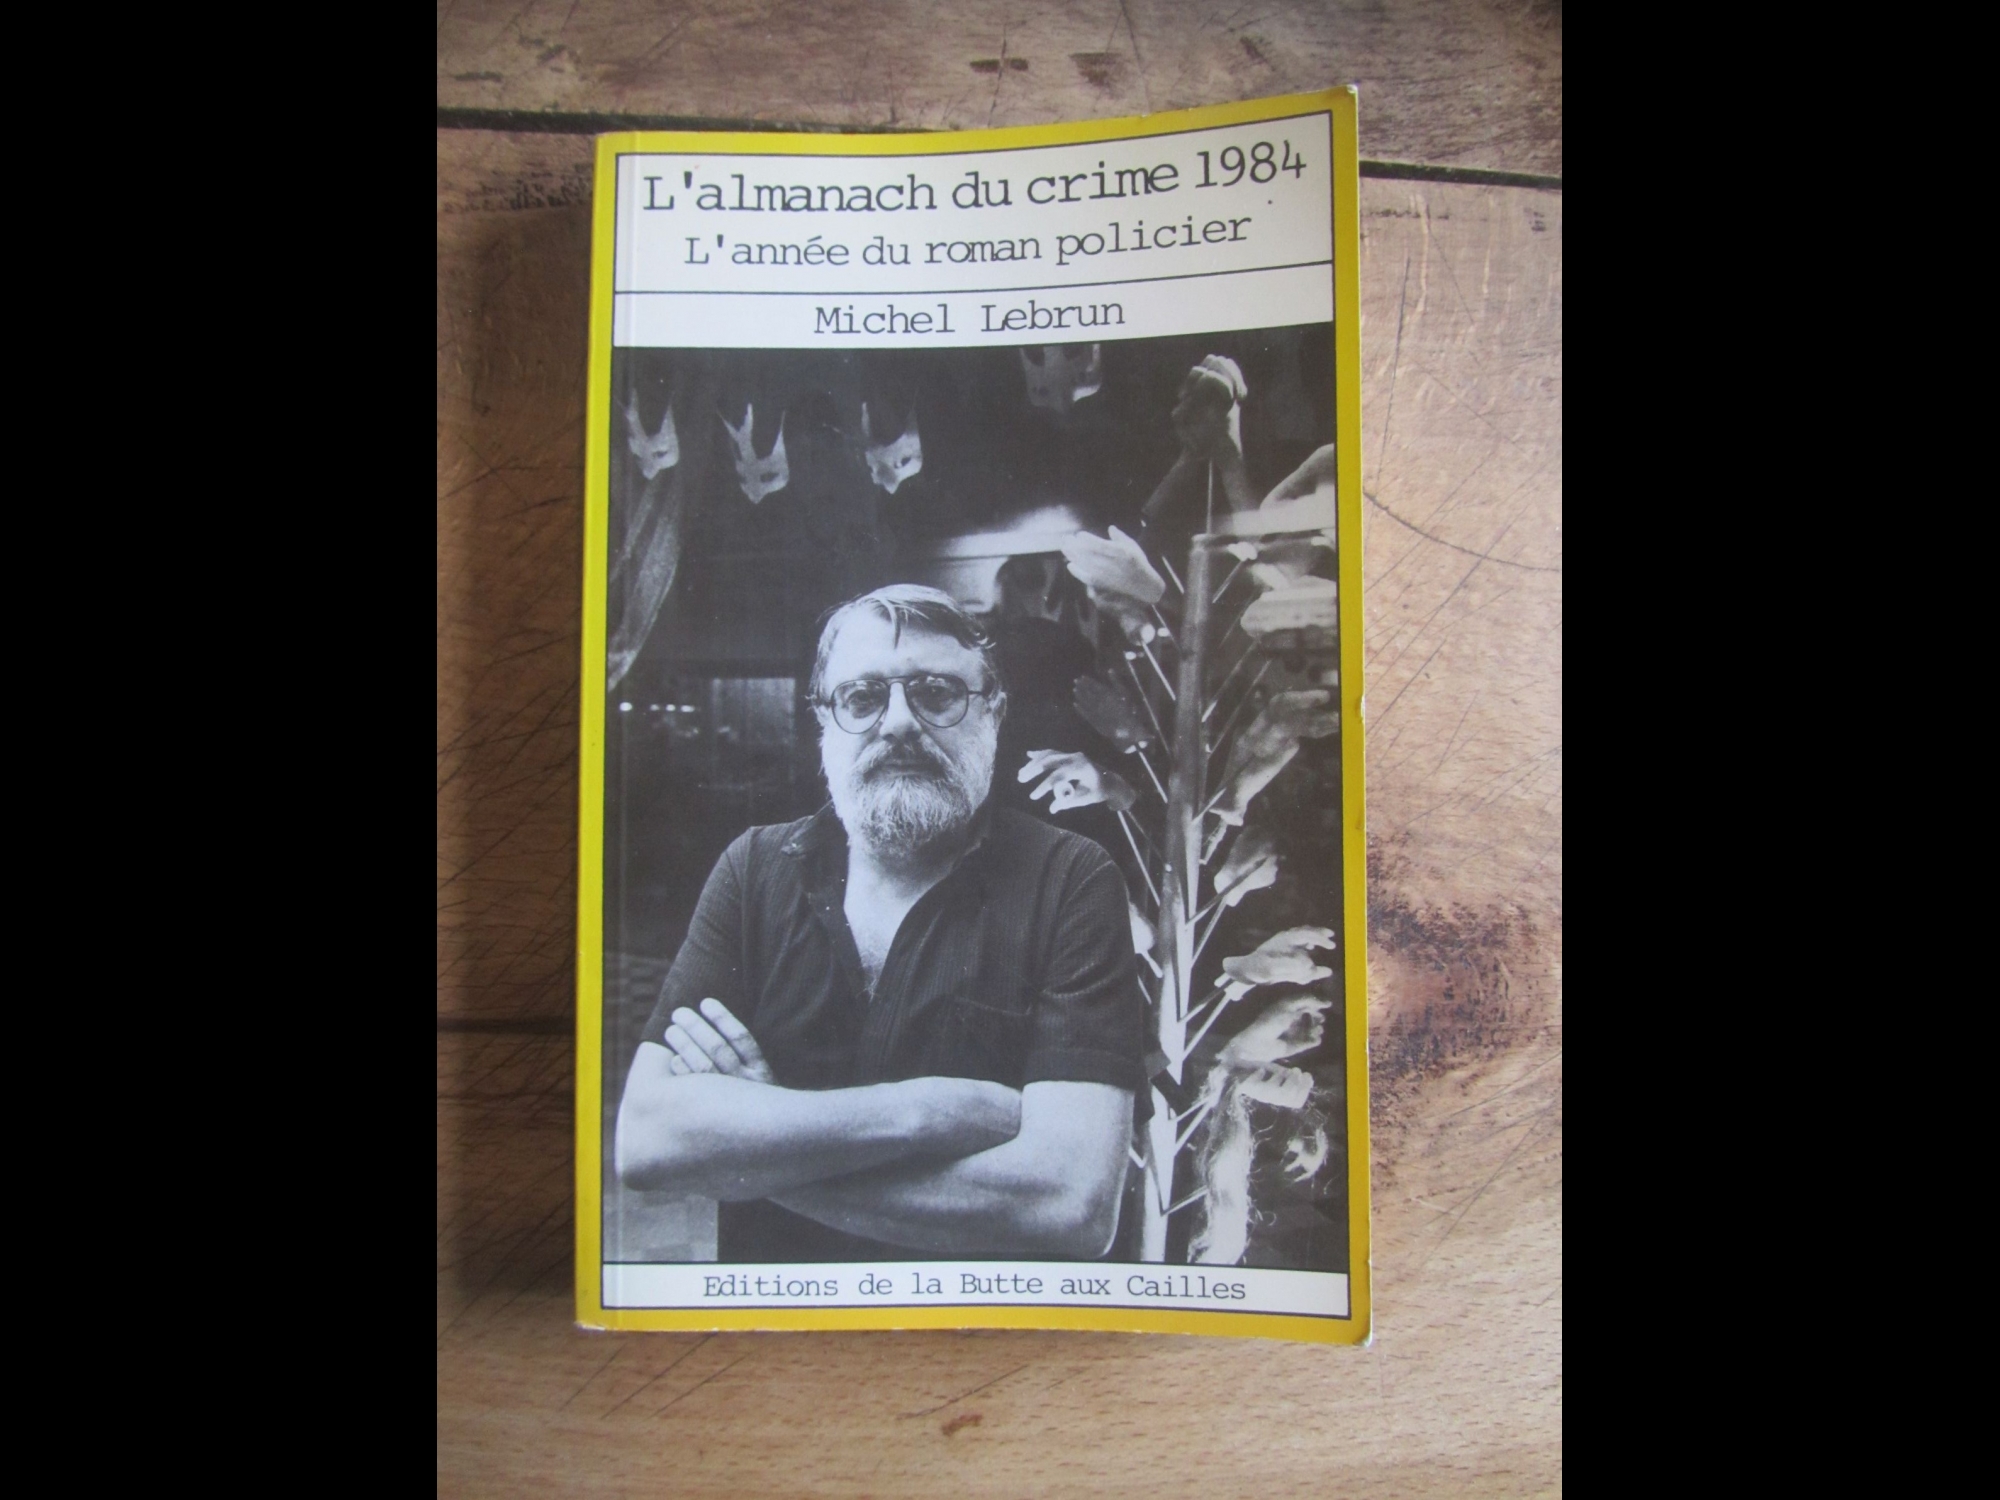 L'almanach du crime 1984
L'année du roman policier
Michel Lebrun
Editions de la Butte aux Cailles